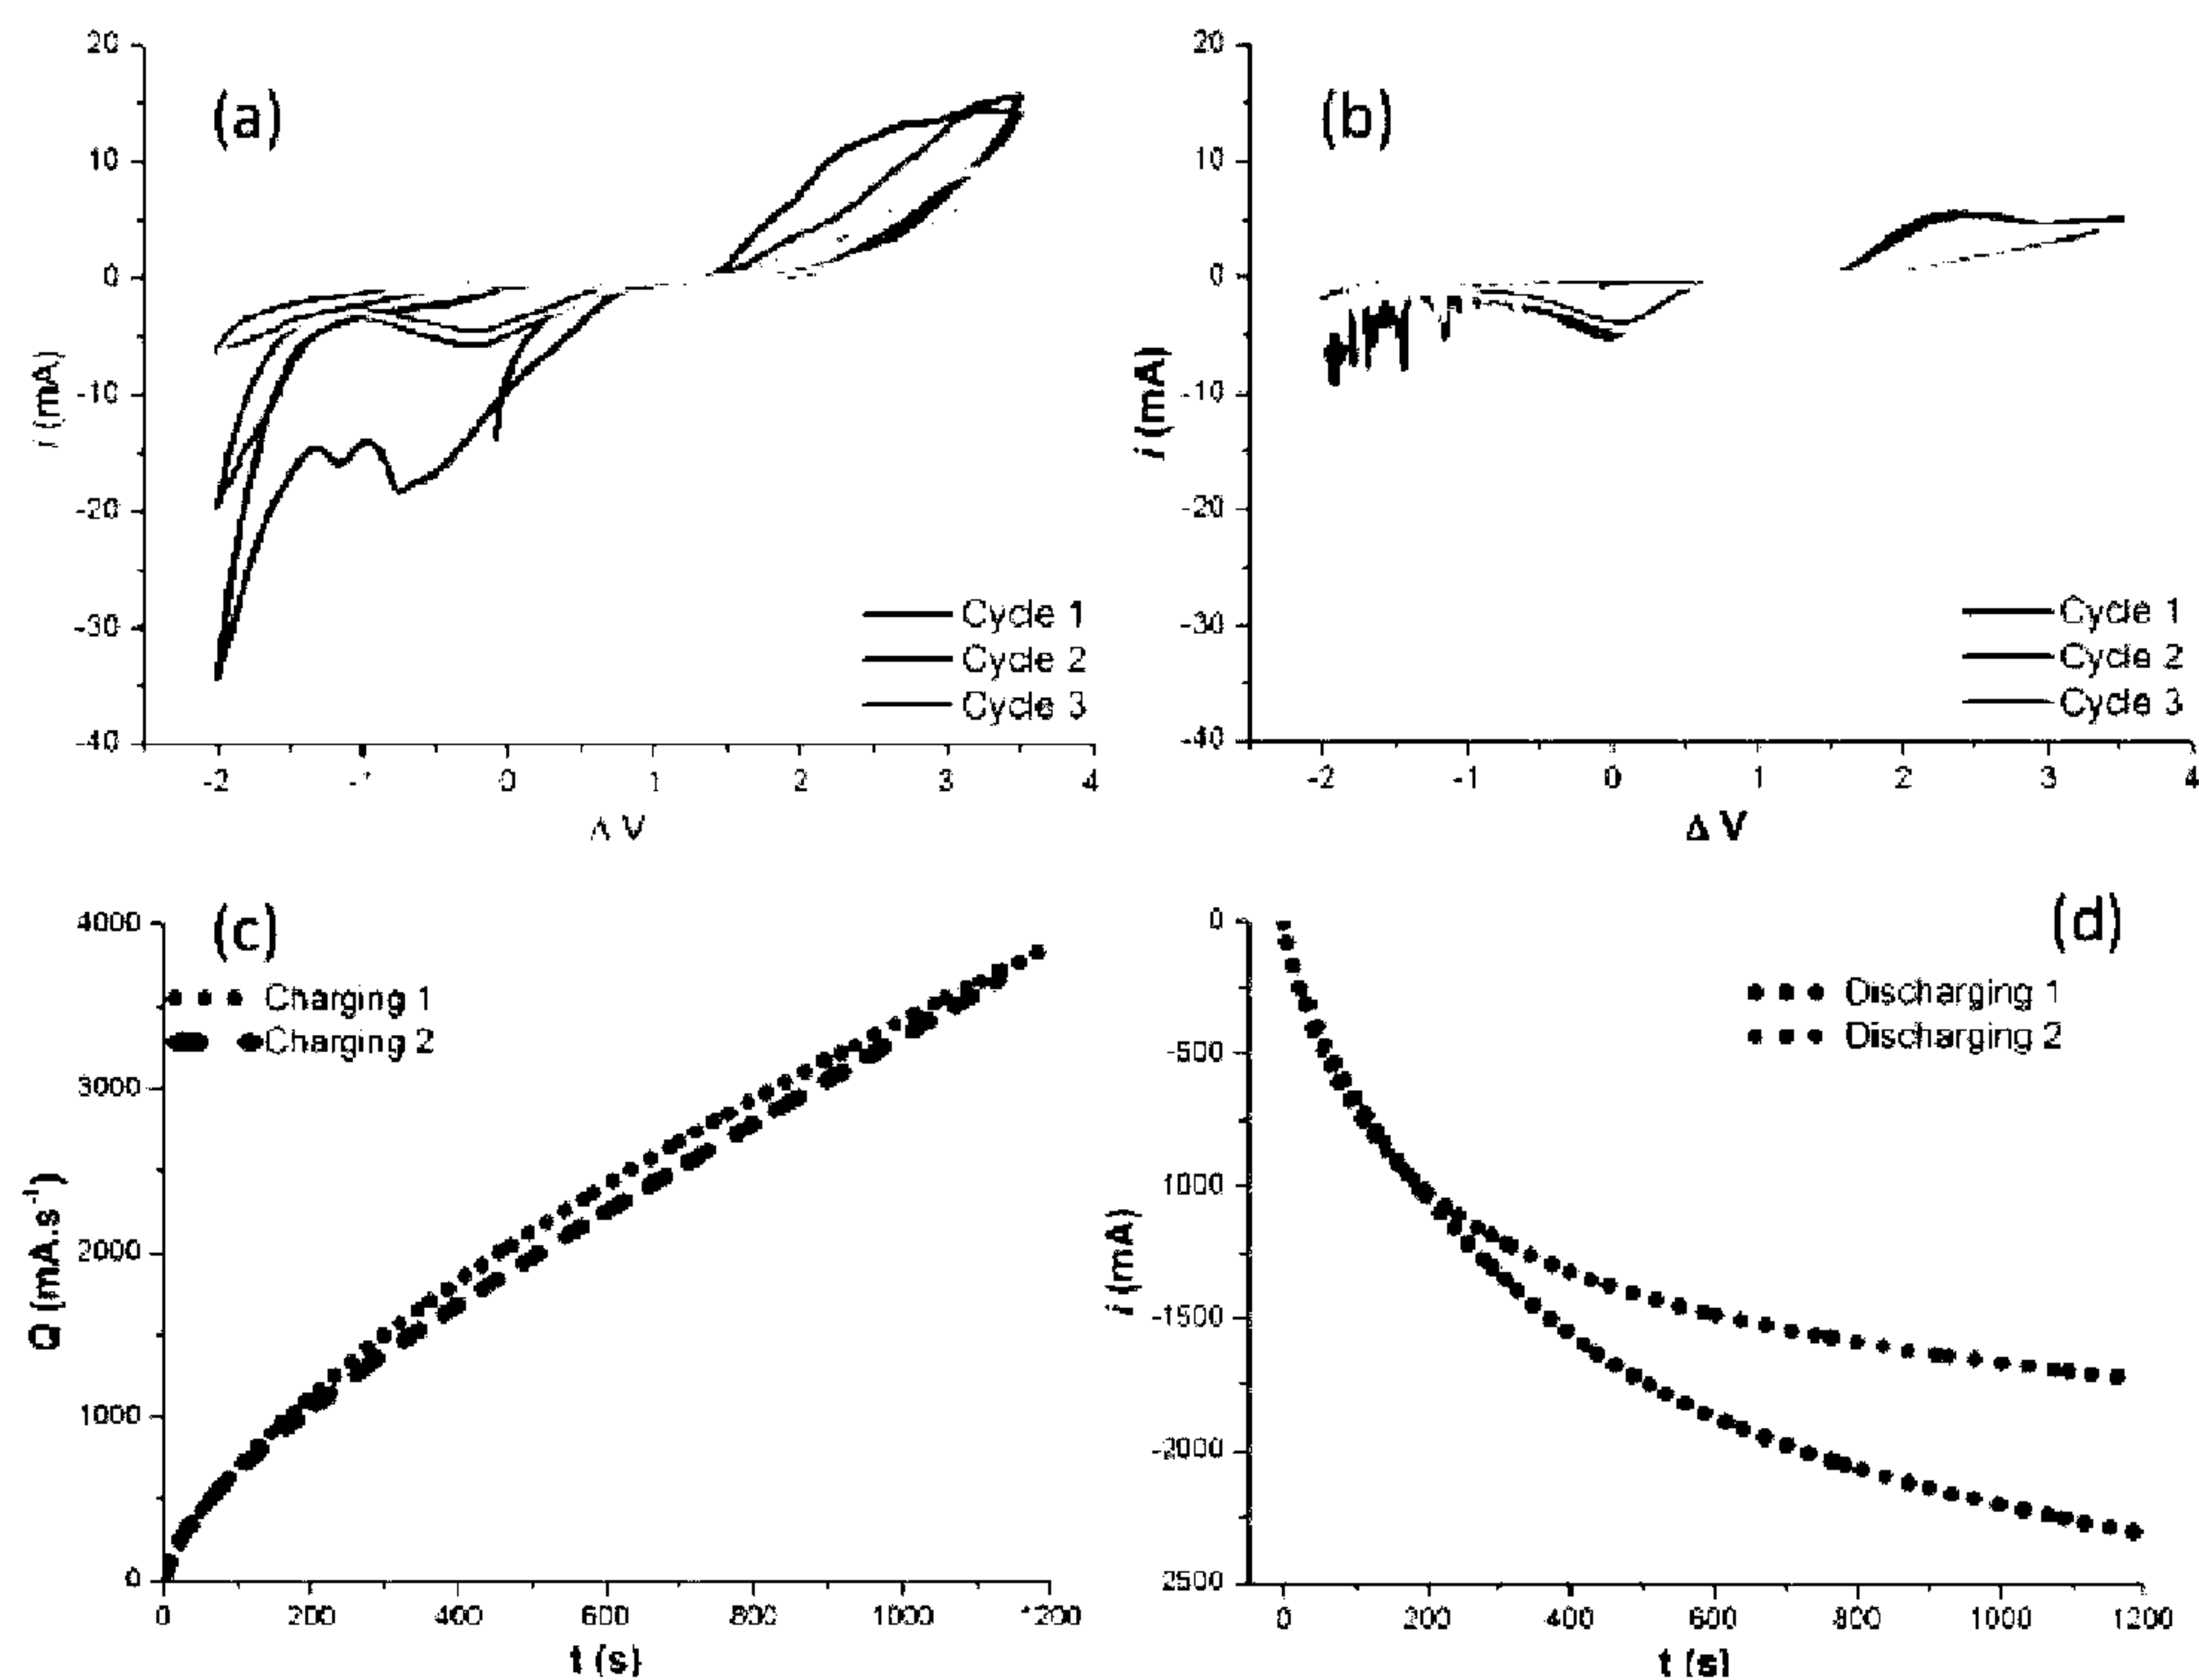 (a)
20
10
0
-10
-20
-30
-40
i (mA)
Cycle 1
Cycle 2
Cycle 3
-2 -1 0 1 2 3 4
Δ V
(b)
20
10
0
-10
-20
-30
-40
i (mA)
Cycle 1
Cycle 2
Cycle 3
-2 -1 0 1 2 3 4
Δ V
(c)
4000
3000
2000
1000
0
Q (mA.s⁻¹)
Charging 1
Charging 2
0 200 400 600 800 1000 1200
t (s)
(d)
0
-500
1000
-1500
-2000
2500
i (mA)
Discharging 1
Discharging 2
0 200 400 600 800 1000 1200
t (s)